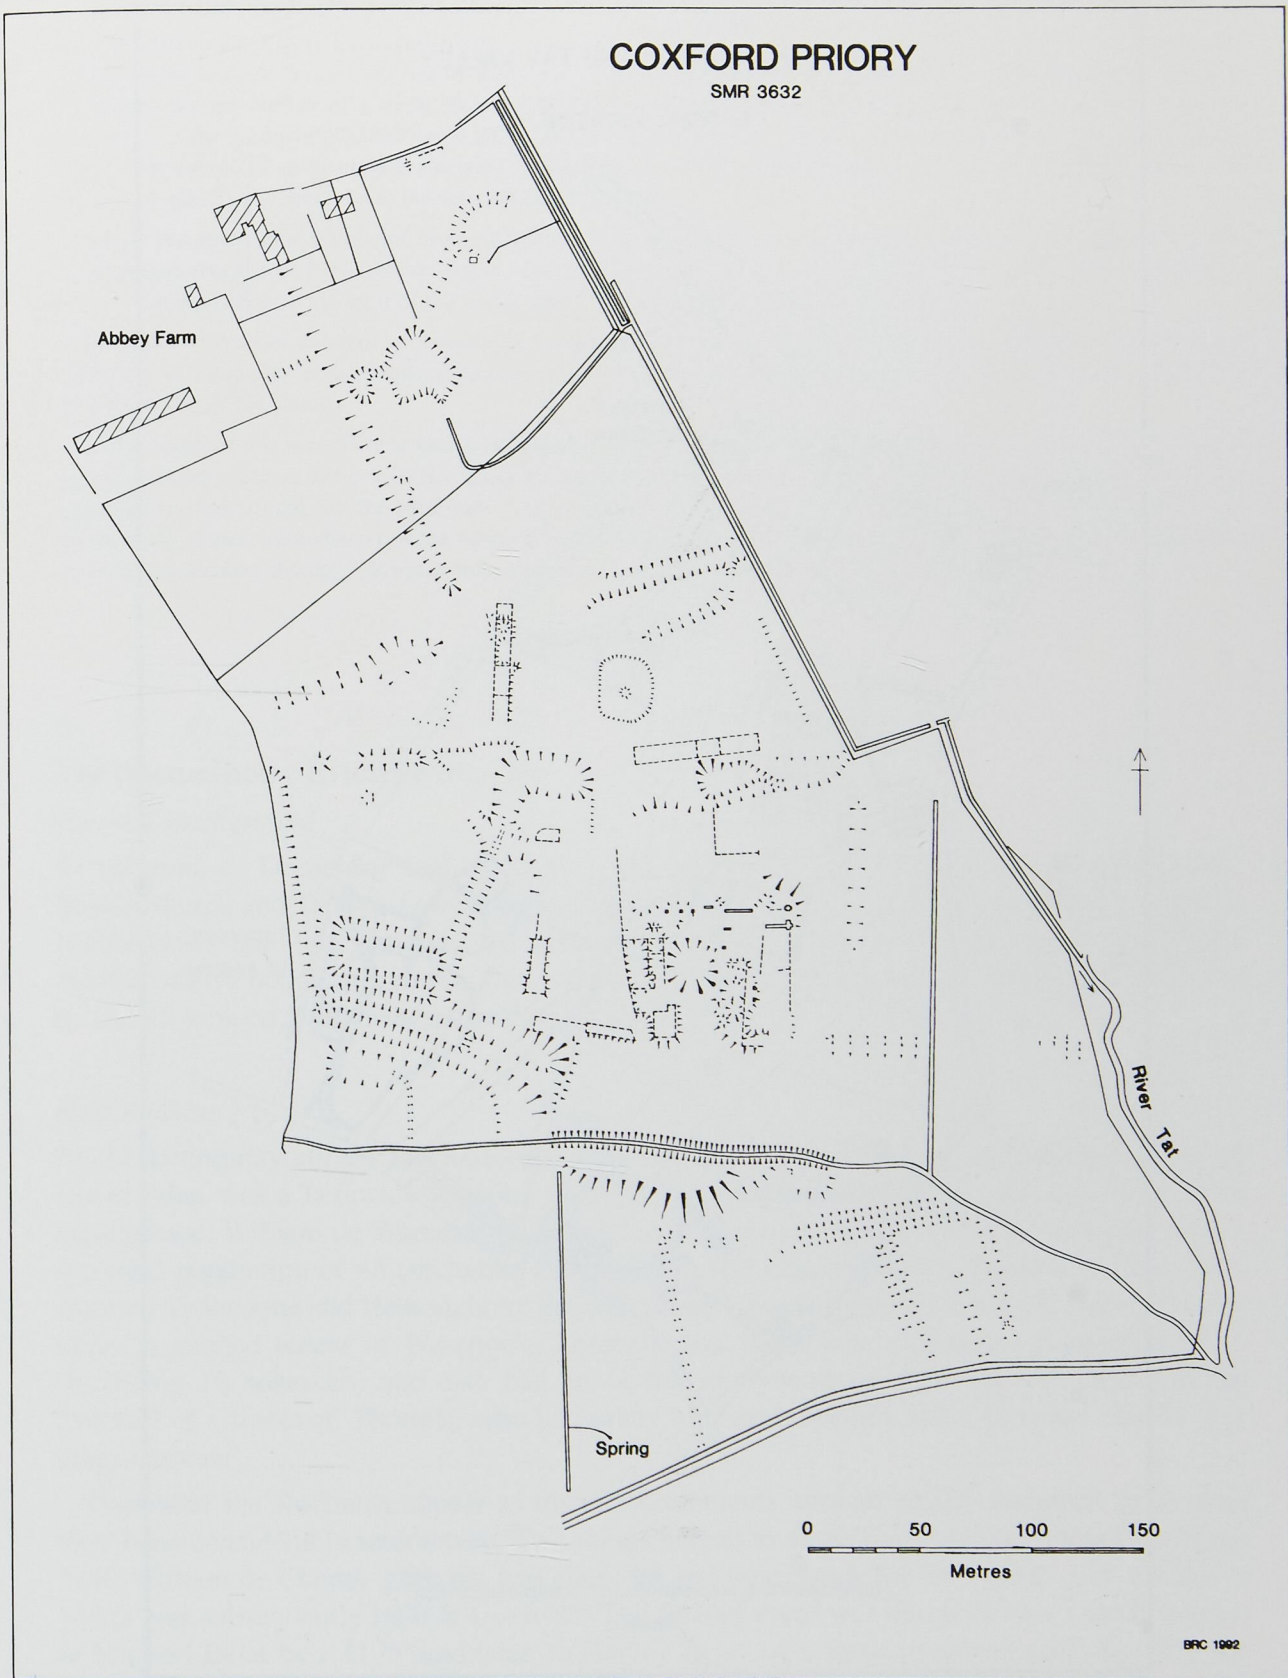 COXFORD PRIORY
SMR 3632
Abbey Farm
River Tat
Spring
0 50 100 150
Metres
BRC 1992